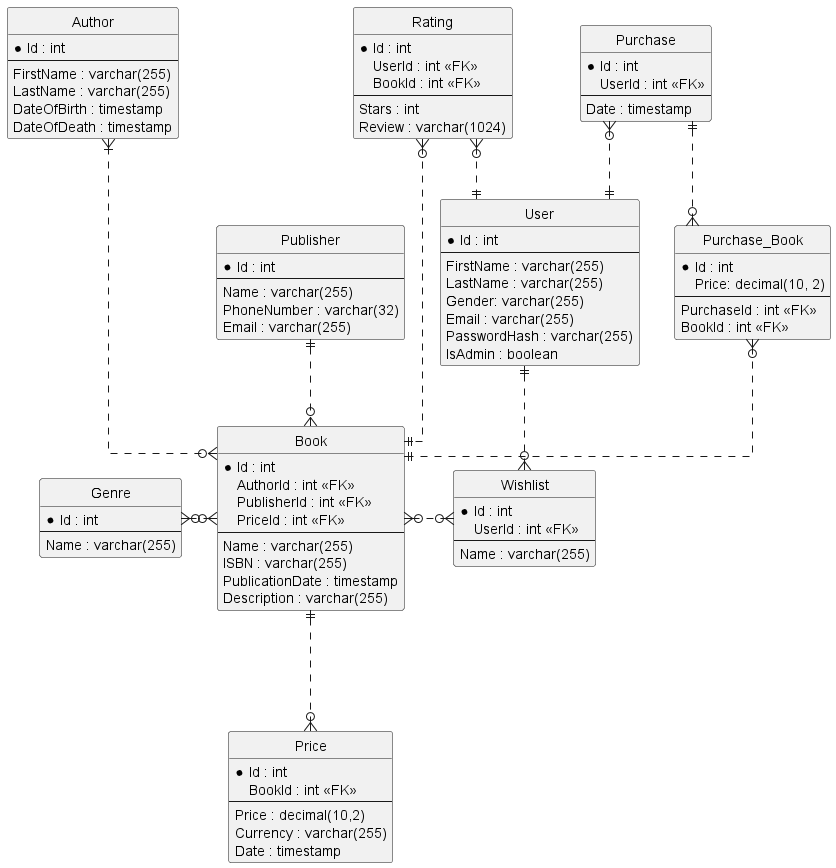 Author
Id : int
FirstName : varchar(255)
LastName : varchar(255)
DateOfBirth : timestamp
DateOfDeath : timestamp
Rating
Id : int
UserId : int «FK»
BookId : int «FK»
Stars : int
Review : varchar(1024)
Purchase
Id : int
UserId : int «FK»
Date : timestamp
Publisher
Id : int
Name : varchar(255)
PhoneNumber : varchar(32)
Email : varchar(255)
User
Id : int
FirstName : varchar(255)
LastName : varchar(255)
Gender: varchar(255)
Email : varchar(255)
PasswordHash : varchar(255)
IsAdmin : boolean
Purchase_Book
Id : int
Price: decimal(10, 2)
PurchaseId : int «FK»
BookId : int «FK»
Genre
Id : int
Name : varchar(255)
Book
Id : int
AuthorId : int «FK»
PublisherId : int «FK»
PriceId : int «FK»
Name : varchar(255)
ISBN : varchar(255)
PublicationDate : timestamp
Description : varchar(255)
Wishlist
Id : int
UserId : int «FK»
Name : varchar(255)
Price
Id : int
BookId : int «FK»
Price : decimal(10,2)
Currency : varchar(255)
Date : timestamp